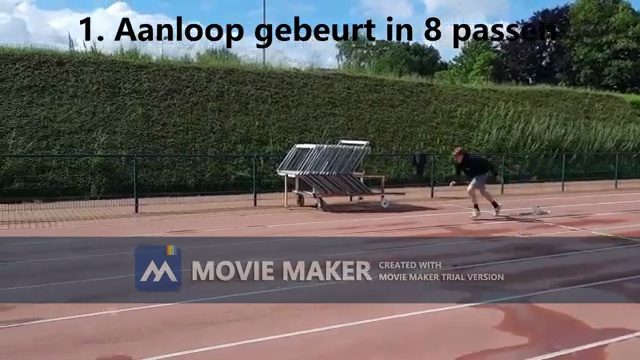 1. Aanloop gebeurt in 8 passen
MOVIE MAKER
CREATED WITH
MOVIE MAKER TRIAL VERSION